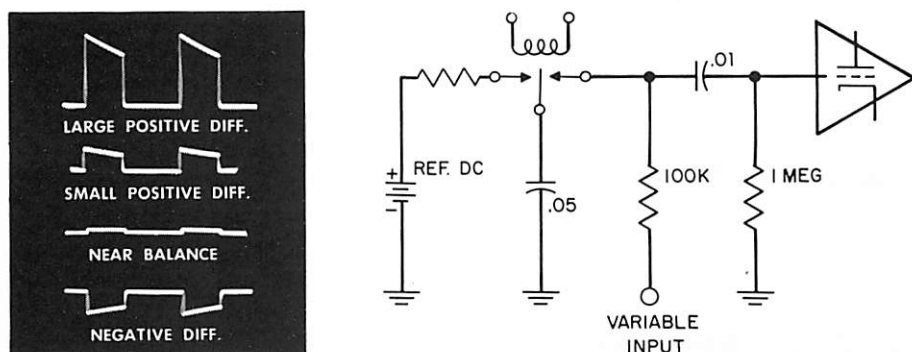 LARGE POSITIVE DIFF.
SMALL POSITIVE DIFF.
NEAR BALANCE
NEGATIVE DIFF.
+
REF. DC
-
.05
.01
100K
1 MEG
VARIABLE
INPUT